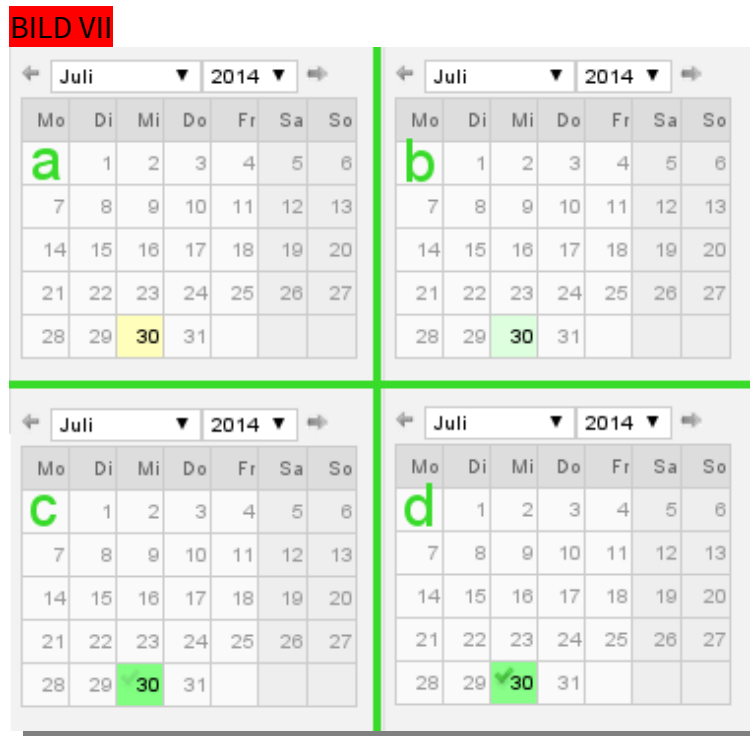 BILD VII
Juli ▼ 2014 ▼
Mo Di Mi Do Fr Sa So
a 1 2 3 4 5 6
7 8 9 10 11 12 13
14 15 16 17 18 19 20
21 22 23 24 25 26 27
28 29 30 31
Juli ▼ 2014 ▼
Mo Di Mi Do Fr Sa So
b 1 2 3 4 5 6
7 8 9 10 11 12 13
14 15 16 17 18 19 20
21 22 23 24 25 26 27
28 29 30 31
Juli ▼ 2014 ▼
Mo Di Mi Do Fr Sa So
c 1 2 3 4 5 6
7 8 9 10 11 12 13
14 15 16 17 18 19 20
21 22 23 24 25 26 27
28 29 30 31
Juli ▼ 2014 ▼
Mo Di Mi Do Fr Sa So
d 1 2 3 4 5 6
7 8 9 10 11 12 13
14 15 16 17 18 19 20
21 22 23 24 25 26 27
28 29 30 31